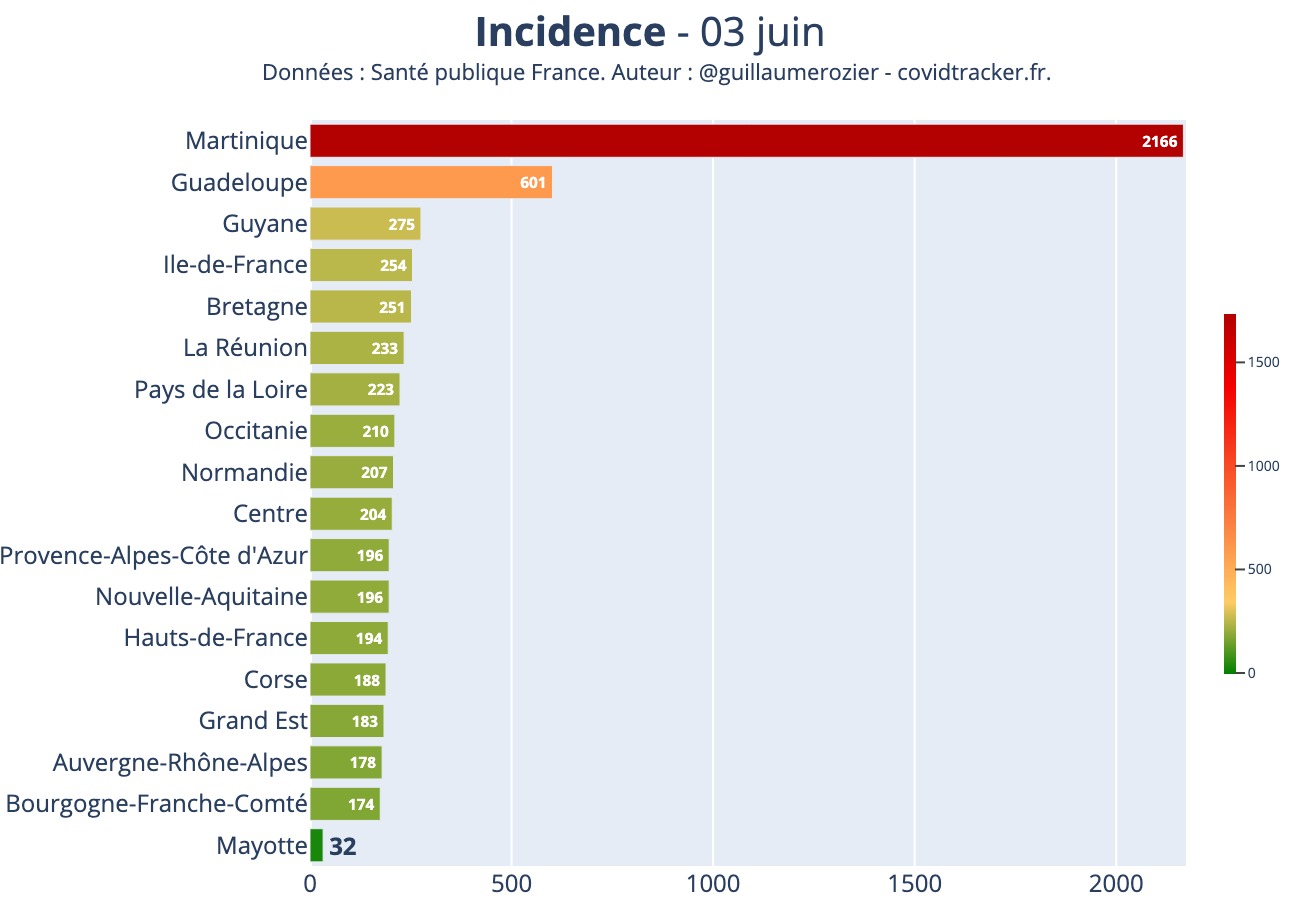 Incidence - 03 juin
Données : Santé publique France. Auteur : @guillaumerozier - covidtracker.fr.
Martinique 2166
Guadeloupe 601
Guyane 275
Ile-de-France 254
Bretagne 251
La Réunion 233
Pays de la Loire 223
Occitanie 210
Normandie 207
Centre 204
Provence-Alpes-Côte d'Azur 196
Nouvelle-Aquitaine 196
Hauts-de-France 194
Corse 188
Grand Est 183
Auvergne-Rhône-Alpes 178
Bourgogne-Franche-Comté 174
Mayotte 32
0 500 1000 1500 2000
1500
1000
500
0